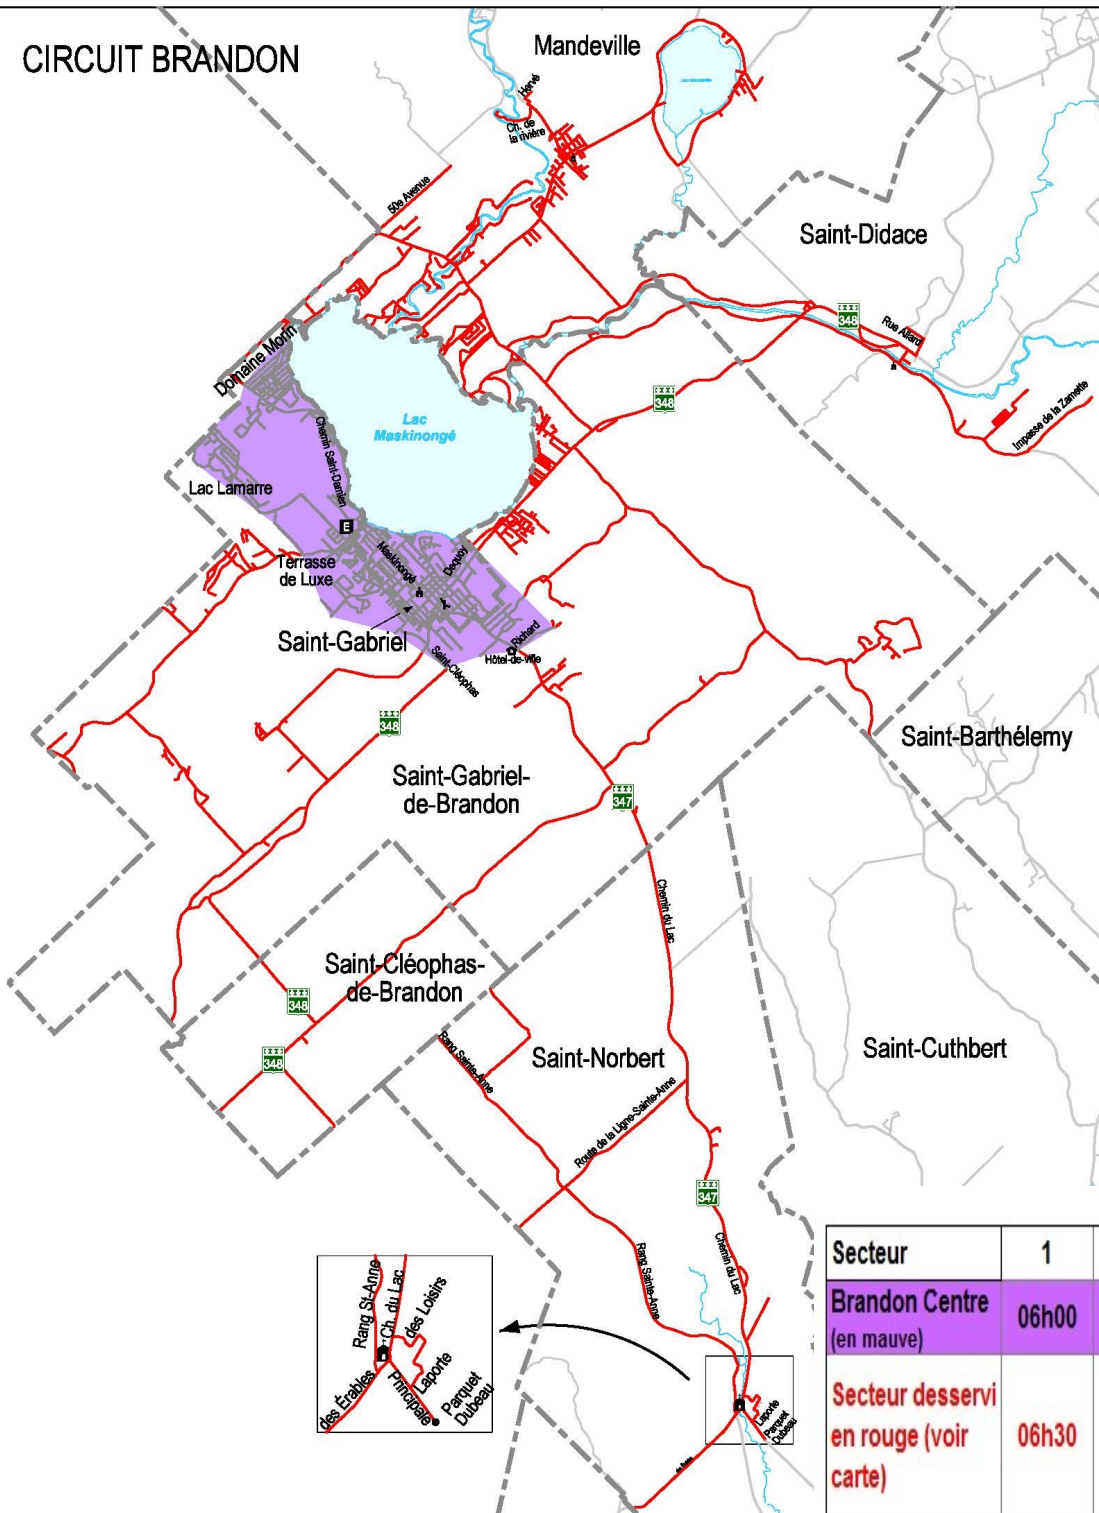 CIRCUIT BRANDON
Mandeville
Lac Mandeville
Hervé
Ch. de
la rivière
50e Avenue
Saint-Didace
348
Rue Allard
Domaine Morin
348
Impasse de la Zamette
Lac
Maskinongé
Chemin Saint-Damien
Lac Lamarre
E
Maskinongé
Dequoy
Terrasse
de Luxe
Saint-Gabriel
Richard
Hôtel-de-ville
Saint-Cléophas
348
Saint-Barthélemy
Saint-Gabriel-
de-Brandon
347
Chemin du Lac
Saint-Cléophas-
de-Brandon
348
348
Rang Sainte-Anne
Saint-Norbert
Saint-Cuthbert
Route de la Ligne-Sainte-Anne
347
Rang Sainte-Anne
Chemin du Lac
Rang St-Anne
Ch. du Lac
des Loisirs
des Érables
Principale
Laporte
Parquet
Dubeau
Laporte
Parquet
Dubeau
Secteur 1
Brandon Centre
(en mauve) 06h00
Secteur desservi
en rouge (voir 06h30
carte)